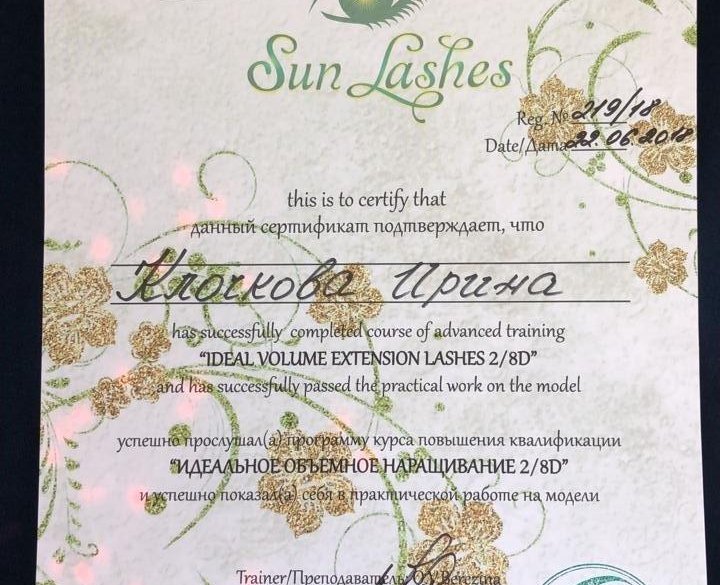 Sun Lashes
Reg. № 219/18
Date/Дата 22.06.2018
this is to certify that
данный сертификат подтверждает, что
Клочкова Ирина
has successfully completed course of advanced training
“IDEAL VOLUME EXTENSION LASHES 2/8D”
and has successfully passed the practical work on the model
успешно прослушал(а) программу курса повышения квалификации
“ИДЕАЛЬНОЕ ОБЪЕМНОЕ НАРАЩИВАНИЕ 2/8D”
и успешно показал(а) себя в практической работе на модели
Trainer/Преподаватель O.V.Berezina